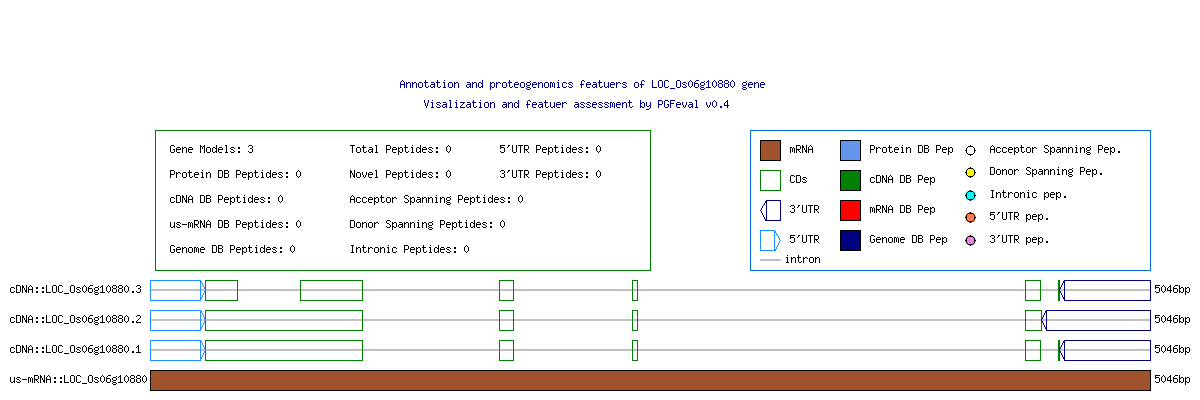 Annotation and proteogenomics featuers of LOC_Os06g10880 gene
Visalization and featuer assessment by PGFeval v0.4
Gene Models: 3 Total Peptides: 0 5'UTR Peptides: 0
Protein DB Peptides: 0 Novel Peptides: 0 3'UTR Peptides: 0
cDNA DB Peptides: 0 Acceptor Spanning Peptides: 0
us-mRNA DB Peptides: 0 Donor Spanning Peptides: 0
Genome DB Peptides: 0 Intronic Peptides: 0
mRNA Protein DB Pep Acceptor Spanning Pep.
CDs cDNA DB Pep Donor Spanning Pep.
3'UTR mRNA DB Pep Intronic pep.
5'UTR Genome DB Pep 5'UTR pep.
intron 3'UTR pep.
cDNA::LOC_Os06g10880.3 5046bp
cDNA::LOC_Os06g10880.2 5046bp
cDNA::LOC_Os06g10880.1 5046bp
us-mRNA::LOC_Os06g10880 5046bp